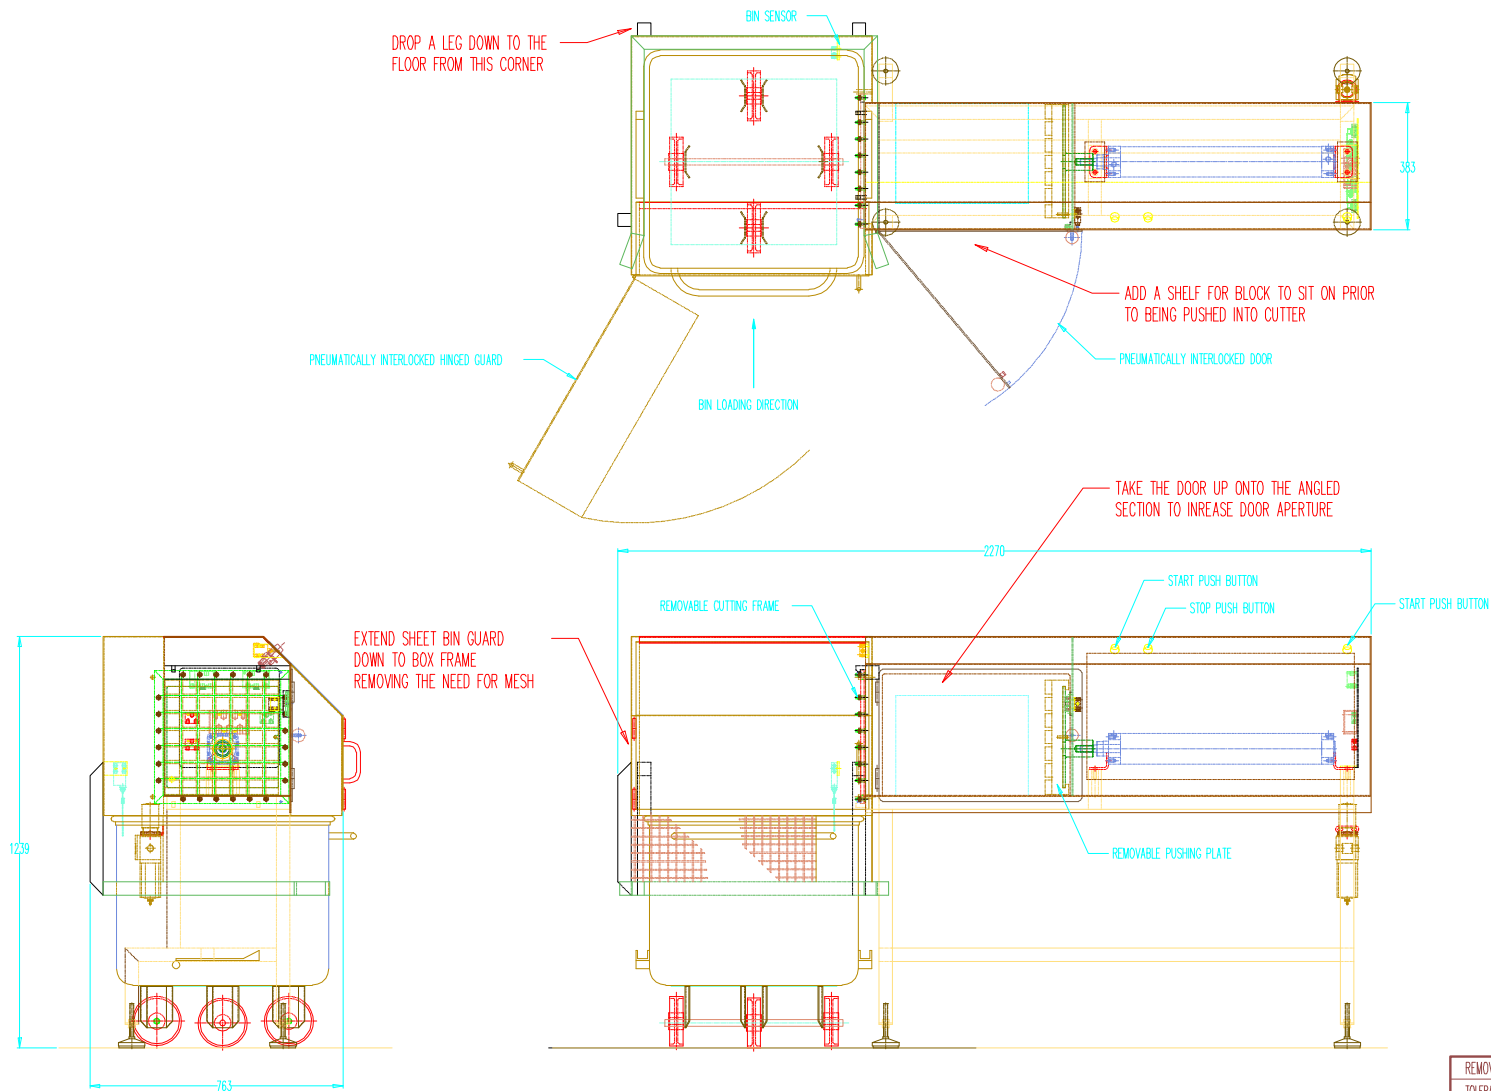 BIN SENSOR
DROP A LEG DOWN TO THE
FLOOR FROM THIS CORNER
383
ADD A SHELF FOR BLOCK TO SIT ON PRIOR
TO BEING PUSHED INTO CUTTER
PNEUMATICALLY INTERLOCKED HINGED GUARD
PNEUMATICALLY INTERLOCKED DOOR
BIN LOADING DIRECTION
TAKE THE DOOR UP ONTO THE ANGLED
SECTION TO INREASE DOOR APERTURE
2270
START PUSH BUTTON
REMOVABLE CUTTING FRAME
STOP PUSH BUTTON
START PUSH BUTTON
EXTEND SHEET BIN GUARD
DOWN TO BOX FRAME
REMOVING THE NEED FOR MESH
1239
REMOVABLE PUSHING PLATE
763